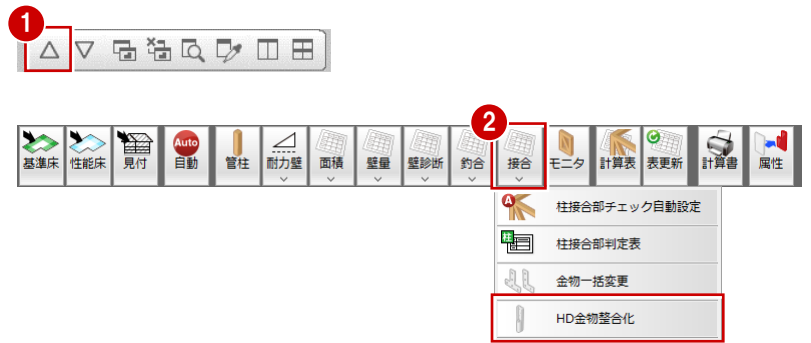 1
2
Auto
基準床 性能床 見付 自動 管柱 耐力壁 面積 壁量 壁診断 釣合 接合 モニタ 計算表 表更新 計算書 属性
A 柱接合部チェック自動設定
柱 柱接合部判定表
金物一括変更
HD金物整合化